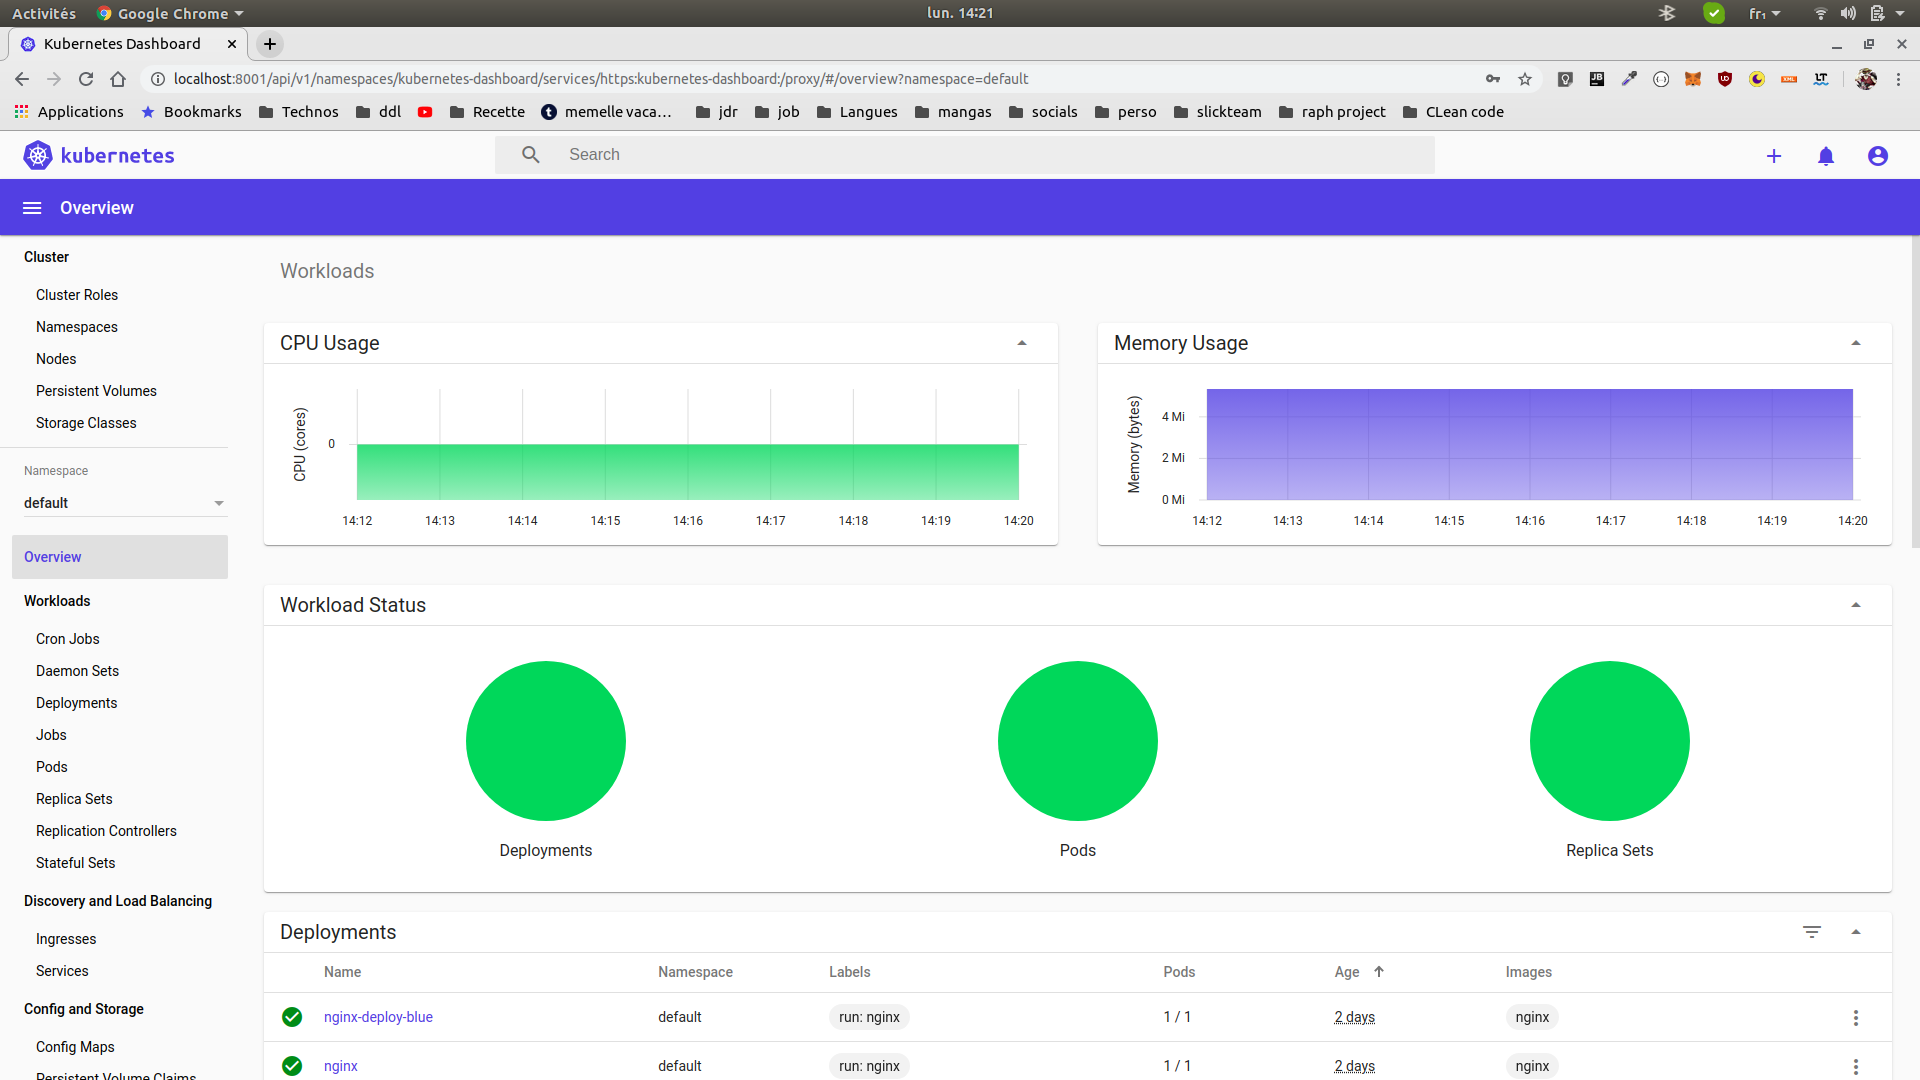 Activités Google Chrome lun. 14:21 fr₁
Kubernetes Dashboard
localhost:8001/api/v1/namespaces/kubernetes-dashboard/services/https:kubernetes-dashboard:/proxy/#/overview?namespace=default
Applications Bookmarks Technos ddl Recette memelle vaca... jdr job Langues mangas socials perso slickteam raph project CLean code
kubernetes Search
Overview
Cluster
Cluster Roles
Namespaces
Nodes
Persistent Volumes
Storage Classes
Namespace
default
Overview
Workloads
Cron Jobs
Daemon Sets
Deployments
Jobs
Pods
Replica Sets
Replication Controllers
Stateful Sets
Discovery and Load Balancing
Ingresses
Services
Config and Storage
Config Maps
Persistent Volume Claims
Workloads
CPU Usage
CPU (cores)
0
14:12 14:13 14:14 14:15 14:16 14:17 14:18 14:19 14:20
Memory Usage
Memory (bytes)
4 Mi
2 Mi
0 Mi
14:12 14:13 14:14 14:15 14:16 14:17 14:18 14:19 14:20
Workload Status
Deployments Pods Replica Sets
Deployments
Name Namespace Labels Pods Age Images
nginx-deploy-blue default run: nginx 1 / 1 2 days nginx
nginx default run: nginx 1 / 1 2 days nginx